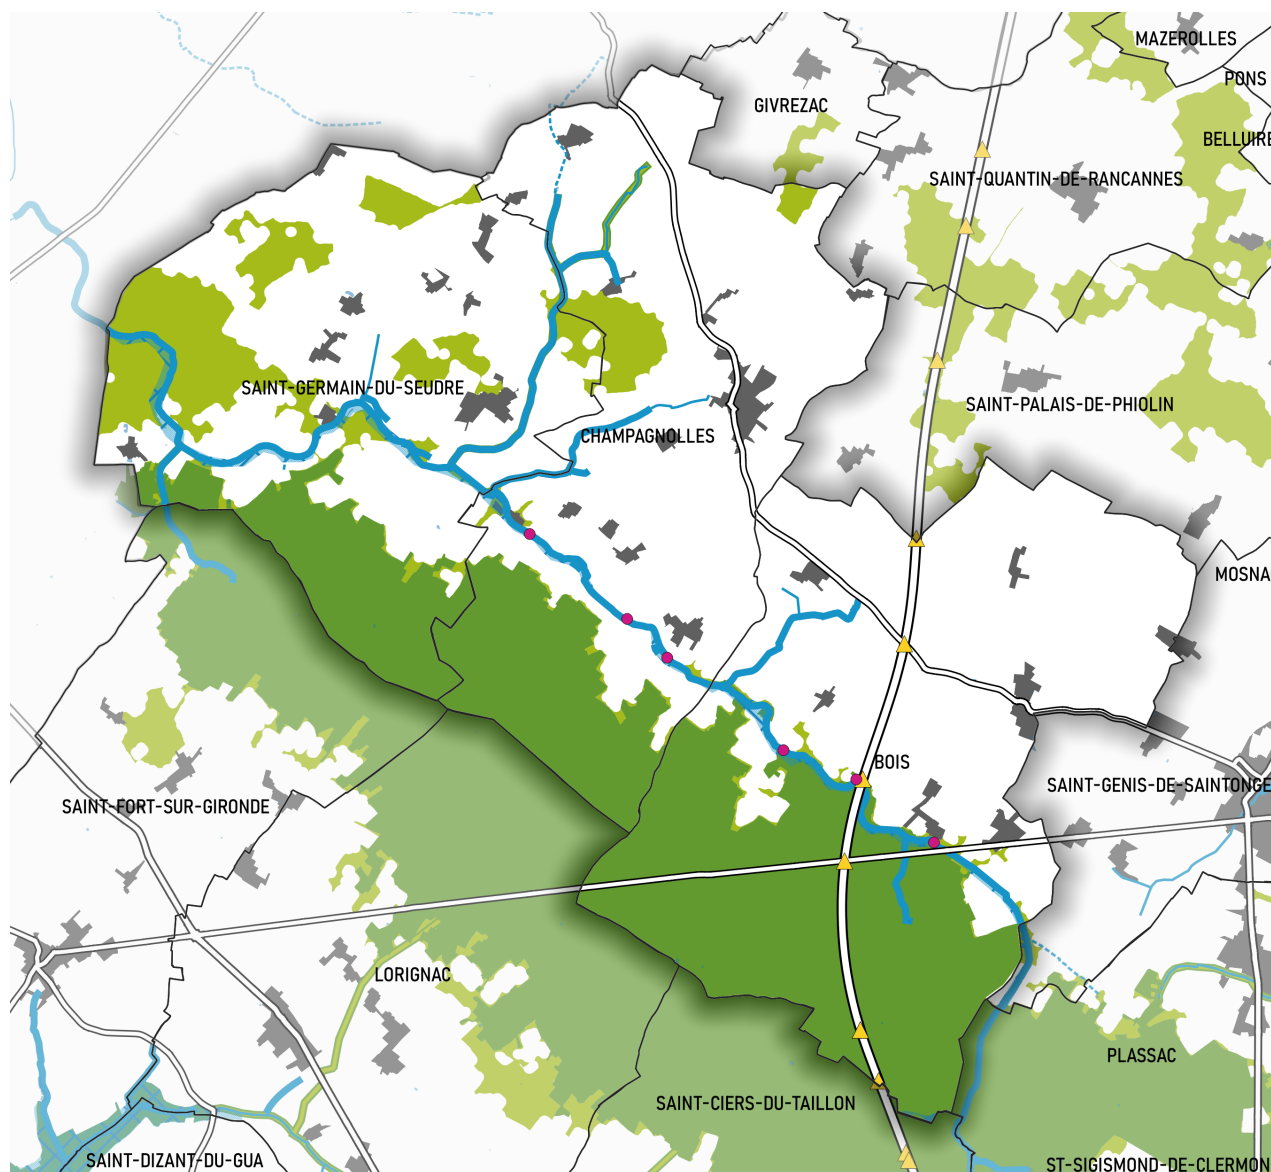 MAZEROLLES
PONS
GIVREZAC
BELLUIRE
SAINT-QUANTIN-DE-RANCANNES
SAINT-GERMAIN-DU-SEUDRE
SAINT-PALAIS-DE-PHIOLIN
CHAMPAGNOLLES
MOSNA
BOIS
SAINT-GENIS-DE-SAINTONGE
SAINT-FORT-SUR-GIRONDE
LORIGNAC
PLASSAC
SAINT-CIERS-DU-TAILLON
SAINT-DIZANT-DU-GUA
ST-SIGISMOND-DE-CLERMON